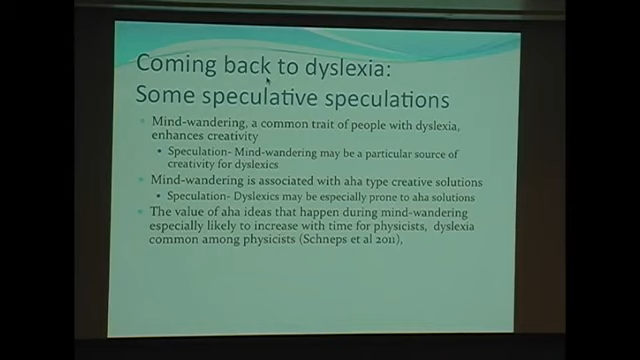 Coming back to dyslexia:
Some speculative speculations
Mind-wandering, a common trait of people with dyslexia,
enhances creativity
Speculation- Mind-wandering may be a particular source of
creativity for dyslexics
Mind-wandering is associated with aha type creative solutions
Speculation- Dyslexics may be especially prone to aha solutions
The value of aha ideas that happen during mind-wandering
especially likely to increase with time for physicists, dyslexia
common among physicists (Schneps et al 2011),